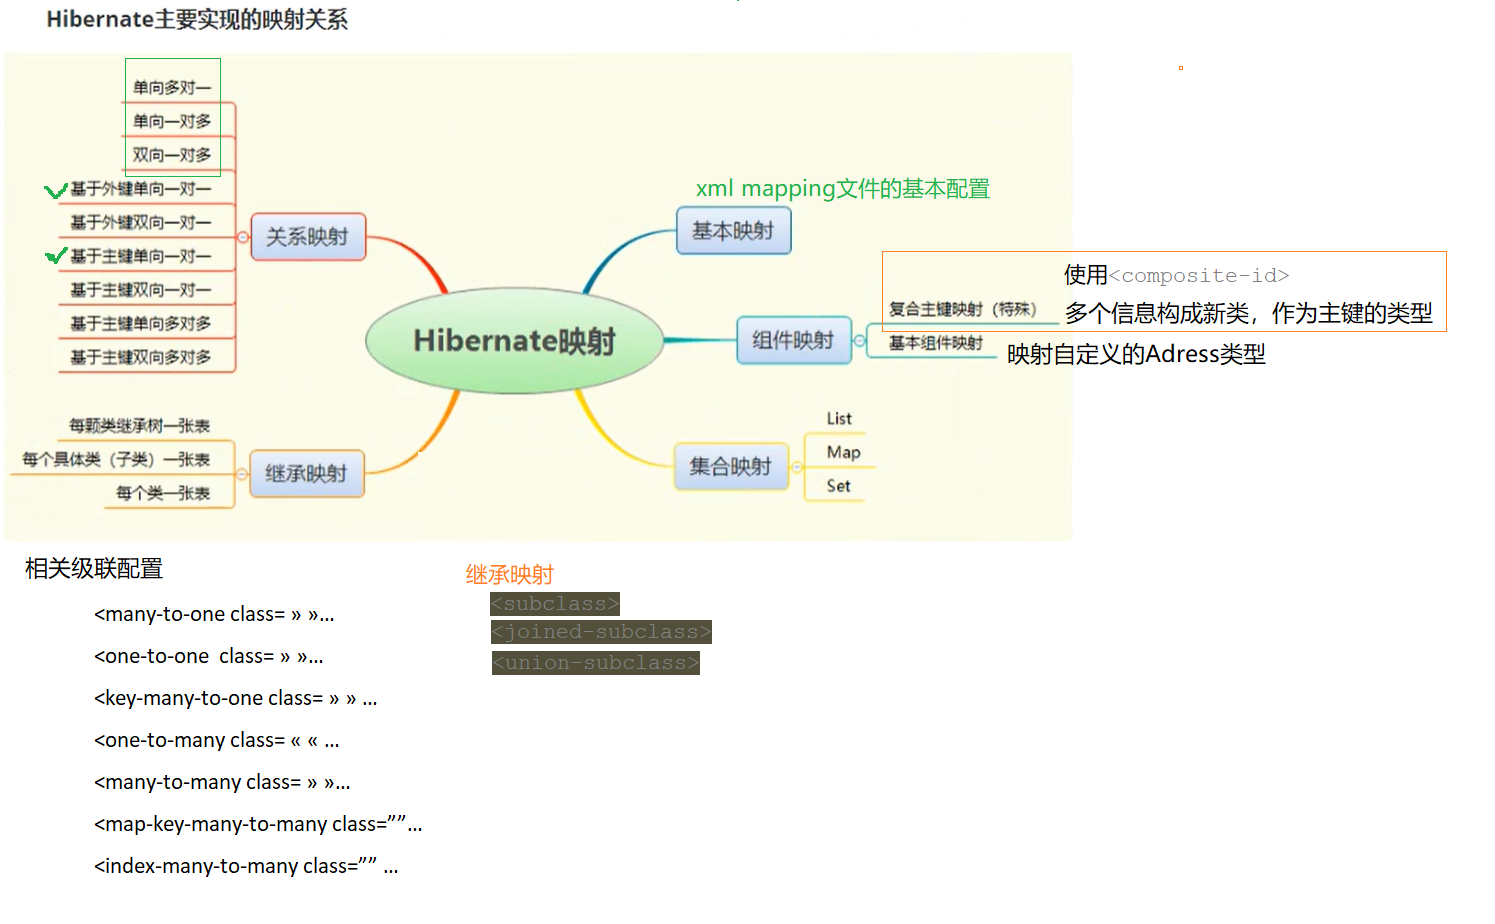 Hibernate主要实现的映射关系
单向多对一
单向一对多
双向一对多
基于外键单向一对一
基于外键双向一对一
基于主键单向一对一
基于主键双向一对一
基于主键单向多对多
基于主键双向多对多
关系映射
每颗类继承树一张表
每个具体类（子类）一张表
每个类一张表
继承映射
Hibernate映射
xml mapping文件的基本配置
基本映射
组件映射
使用<composite-id>
复合主键映射（特殊）
多个信息构成新类，作为主键的类型
基本组件映射
映射自定义的Adress类型
集合映射
List
Map
Set
相关级联配置
<many-to-one class= » »...
<one-to-one  class= » »...
<key-many-to-one class= » » ...
<one-to-many class= « « ...
<many-to-many class= » »...
<map-key-many-to-many class=””...
<index-many-to-many class=”” ...
继承映射
<subclass>
<joined-subclass>
<union-subclass>